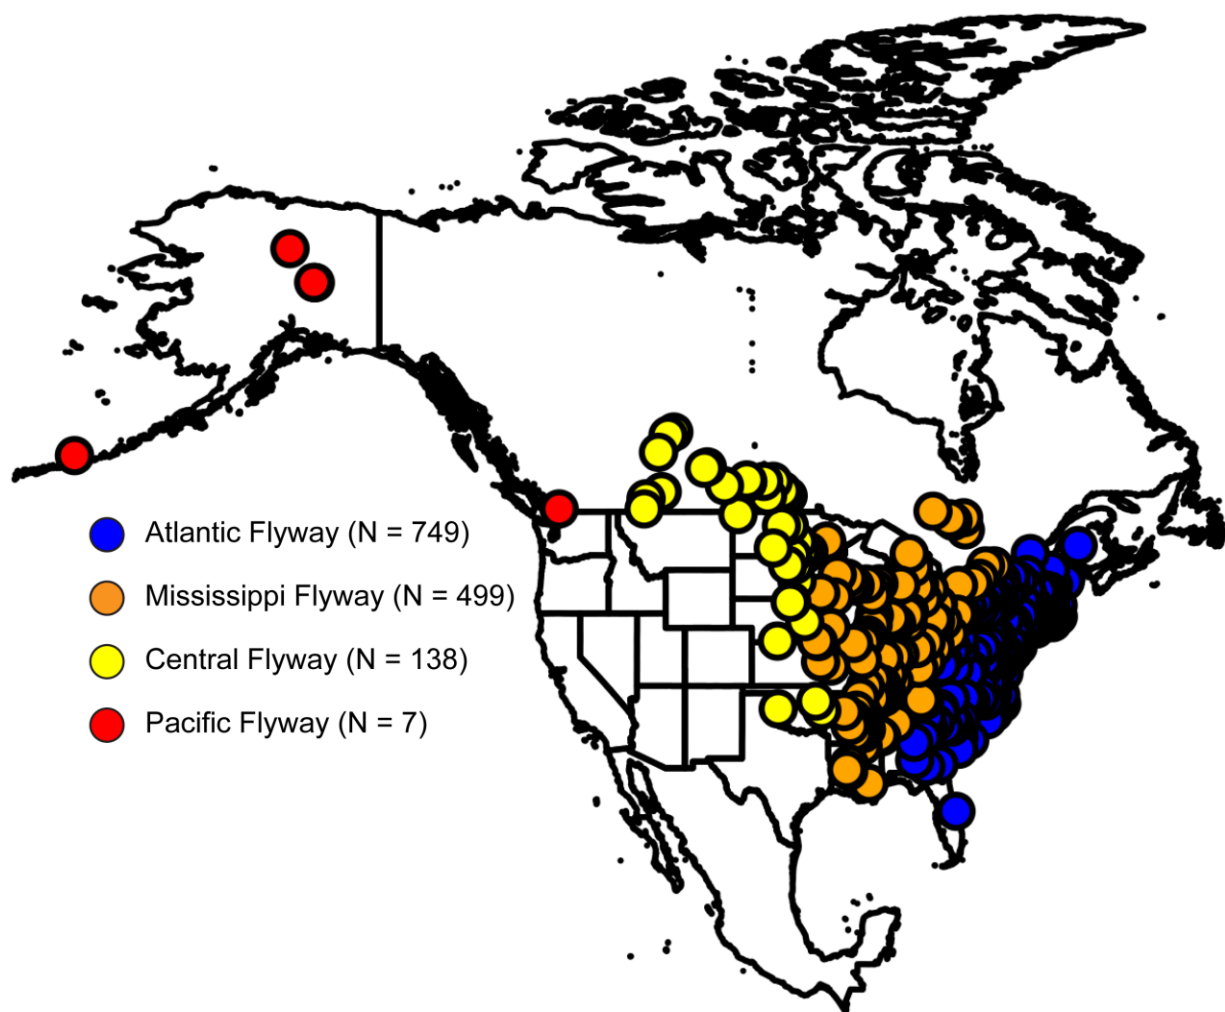 Atlantic Flyway (N = 749)
Mississippi Flyway (N = 499)
Central Flyway (N = 138)
Pacific Flyway (N = 7)